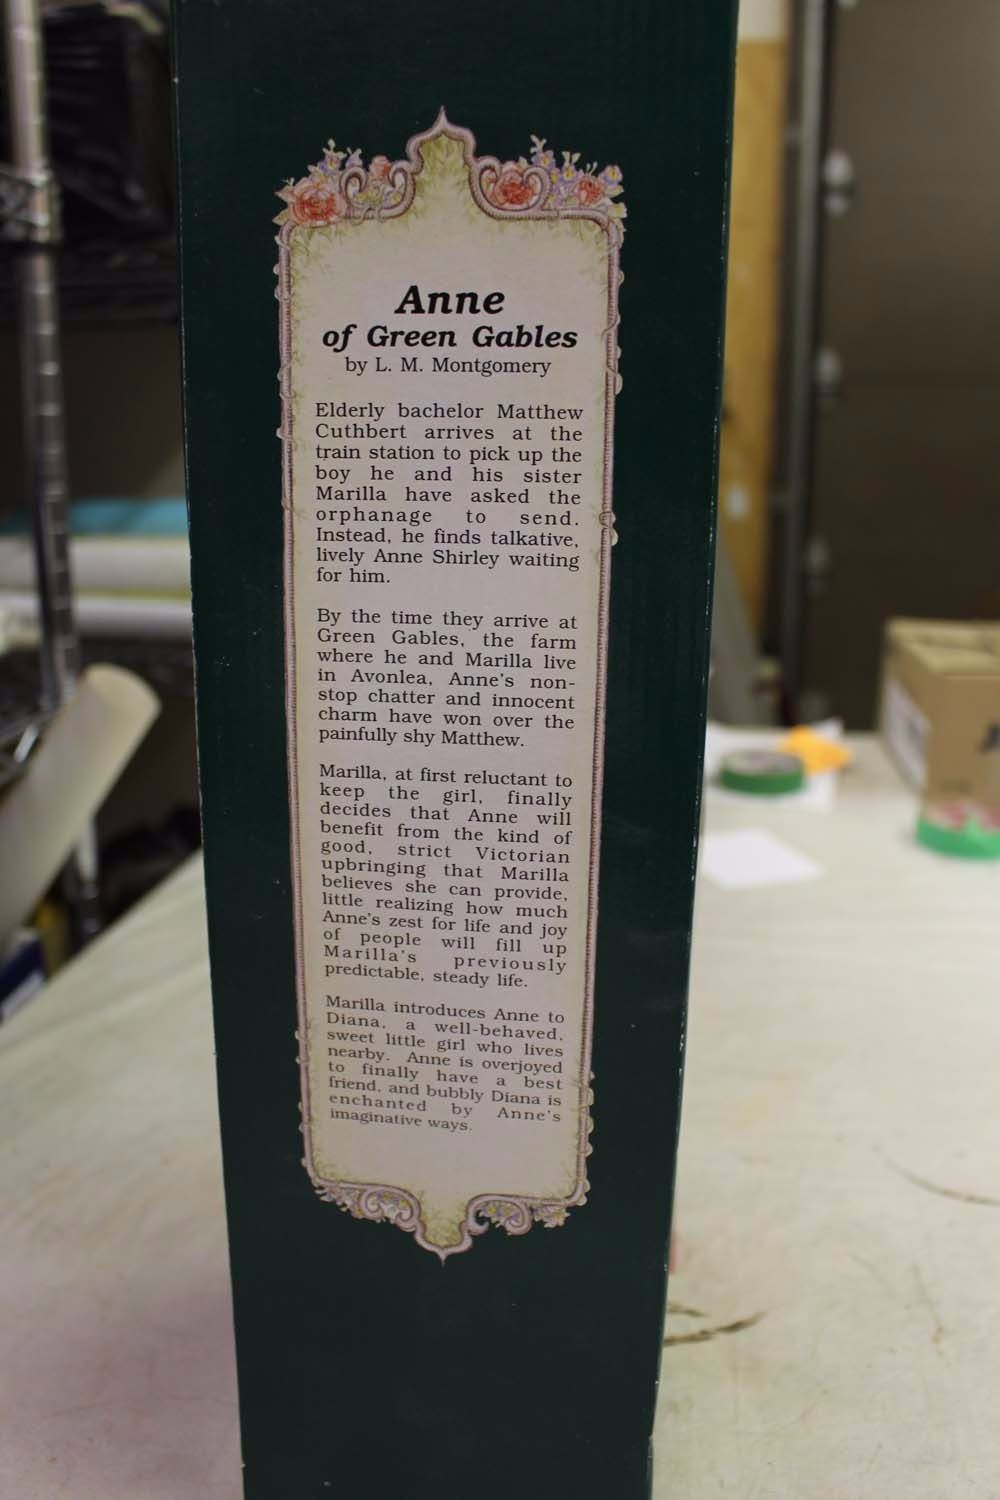 Anne
of Green Gables
by L. M. Montgomery
Elderly bachelor Matthew
Cuthbert arrives at the
train station to pick up the
boy he and his sister
Marilla have asked the
orphanage to send.
Instead, he finds talkative,
lively Anne Shirley waiting
for him.
By the time they arrive at
Green Gables, the farm
where he and Marilla live
in Avonlea, Anne's non-
stop chatter and innocent
charm have won over the
painfully shy Matthew.
Marilla, at first reluctant to
keep the girl, finally
decides that Anne will
benefit from the kind of
good, strict Victorian
upbringing that Marilla
believes she can provide,
little realizing how much
Anne's zest for life and joy
of people will fill up
Marilla's previously
predictable, steady life.
Marilla introduces Anne to
Diana, a well-behaved,
sweet little girl who lives
nearby. Anne is overjoyed
to finally have a best
friend, and bubbly Diana is
enchanted by Anne's
imaginative ways.